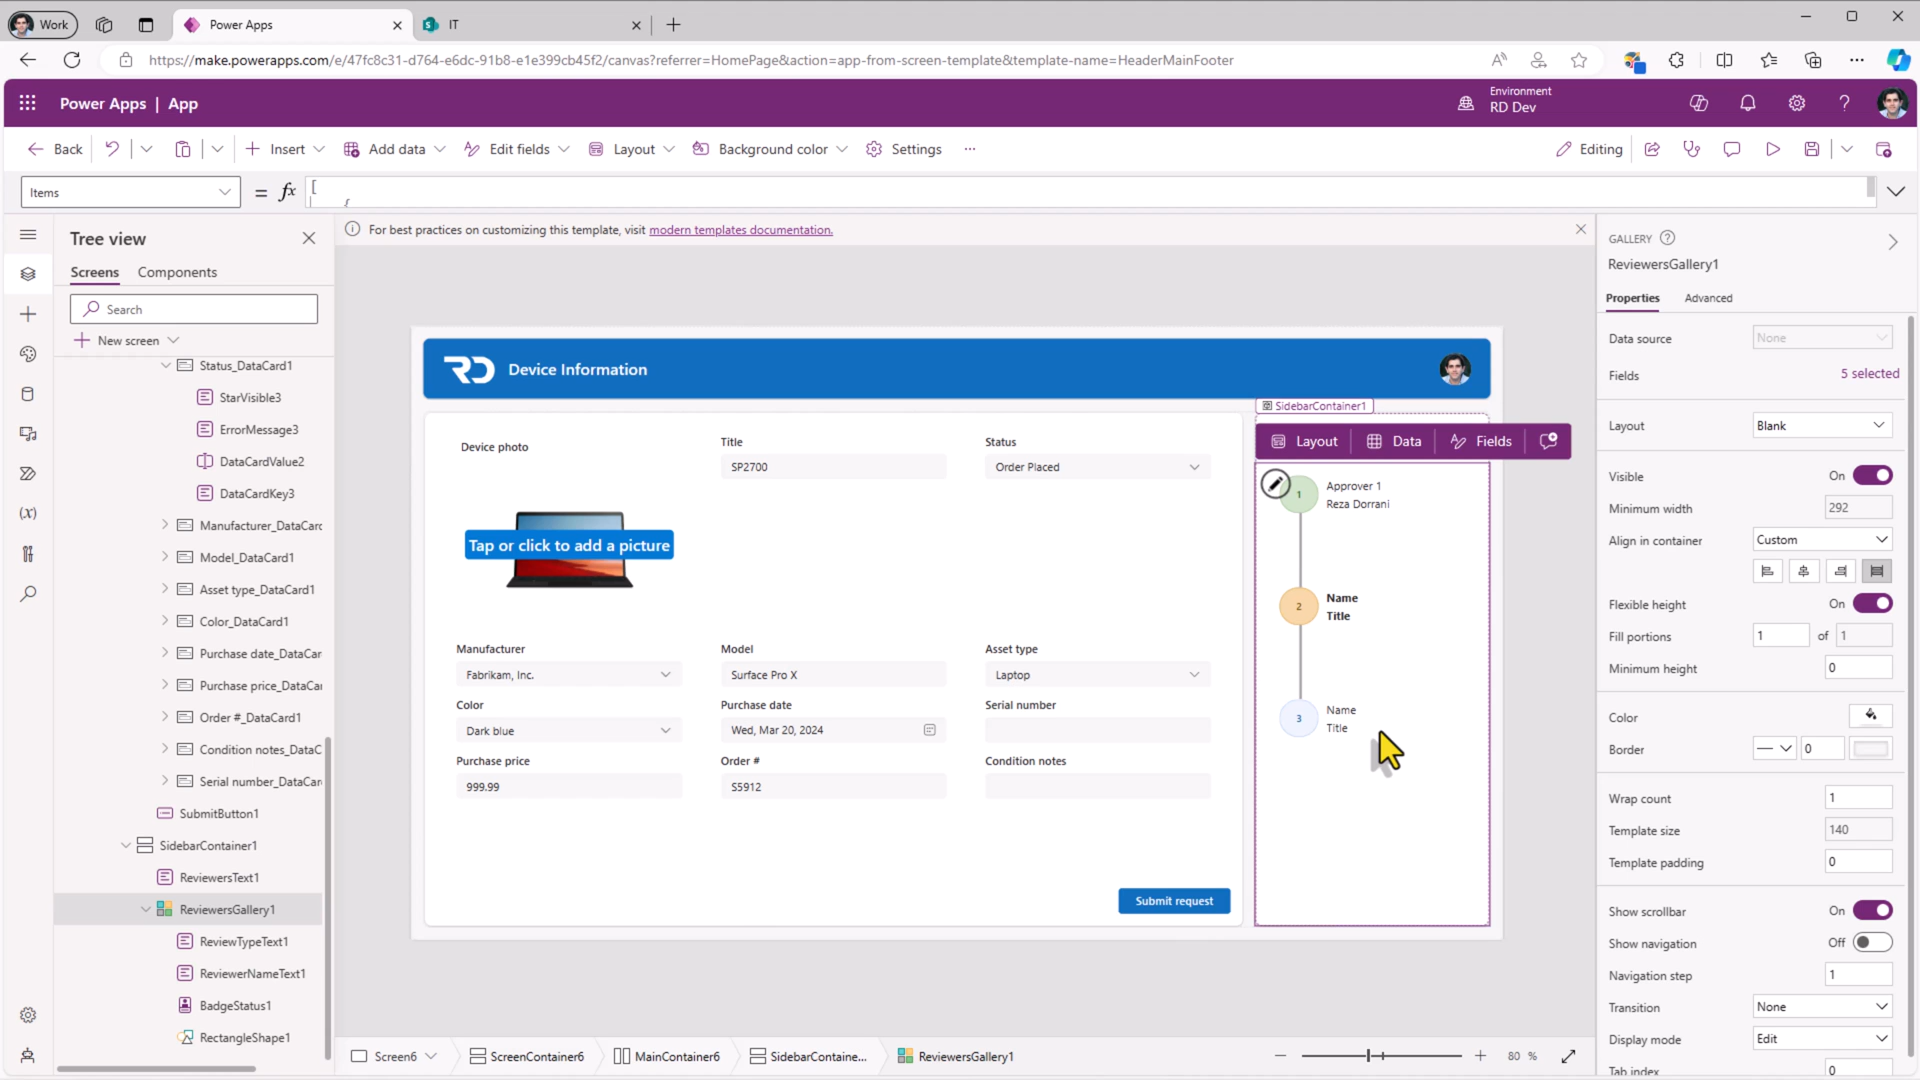 Work
Power Apps
IT
https://make.powerapps.com/e/47fc8c31-d764-e6dc-91b8-e1e399cb45f2/canvas?referrer=HomePage&action=app-from-screen-template&template-name=HeaderMainFooter
Power Apps | App
Environment
RD Dev
Back
Insert
Add data
Edit fields
Layout
Background color
Settings
Editing
Items
= fx [
{
Tree view
Screens Components
Search
New screen
Status_DataCard1
StarVisible3
ErrorMessage3
DataCardValue2
DataCardKey3
Manufacturer_DataCard
Model_DataCard1
Asset type_DataCard1
Color_DataCard1
Purchase date_DataCar
Purchase price_DataCar
Order #_DataCard1
Condition notes_DataC
Serial number_DataCar
SubmitButton1
SidebarContainer1
ReviewersText1
ReviewersGallery1
ReviewTypeText1
ReviewerNameText1
BadgeStatus1
RectangleShape1
For best practices on customizing this template, visit modern templates documentation.
RD Device Information
SidebarContainer1
Layout Data Fields
Device photo
Tap or click to add a picture
Title
SP2700
Status
Order Placed
Manufacturer
Fabrikam, Inc.
Model
Surface Pro X
Asset type
Laptop
Color
Dark blue
Purchase date
Wed, Mar 20, 2024
Serial number
Purchase price
999.99
Order #
S5912
Condition notes
Submit request
1
Approver 1
Reza Dorrani
2
Name
Title
3
Name
Title
Screen6
ScreenContainer6
MainContainer6
SidebarContaine...
ReviewersGallery1
80 %
GALLERY
ReviewersGallery1
Properties Advanced
Data source None
Fields 5 selected
Layout Blank
Visible On
Minimum width 292
Align in container Custom
Flexible height On
Fill portions 1 of 1
Minimum height 0
Color
Border 0
Wrap count 1
Template size 140
Template padding 0
Show scrollbar On
Show navigation Off
Navigation step 1
Transition None
Display mode Edit
Tab index 0